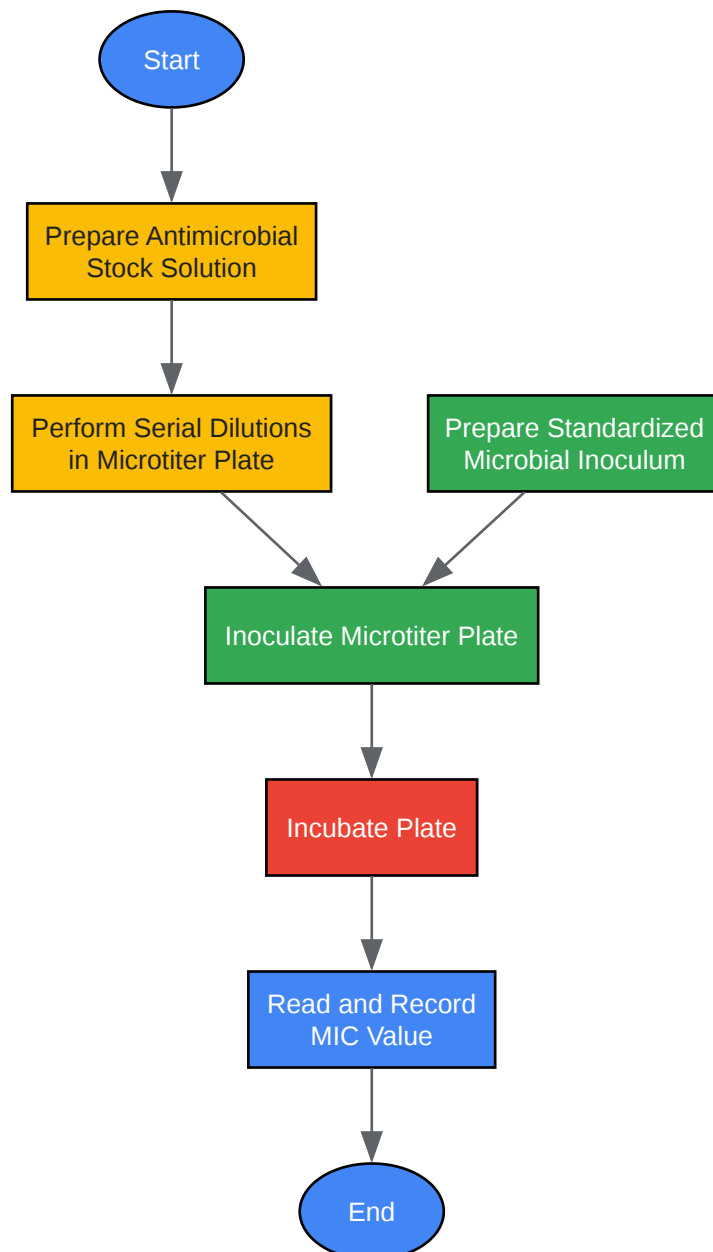 Start
Prepare Antimicrobial
Stock Solution
Perform Serial Dilutions
in Microtiter Plate
Prepare Standardized
Microbial Inoculum
Inoculate Microtiter Plate
Incubate Plate
Read and Record
MIC Value
End